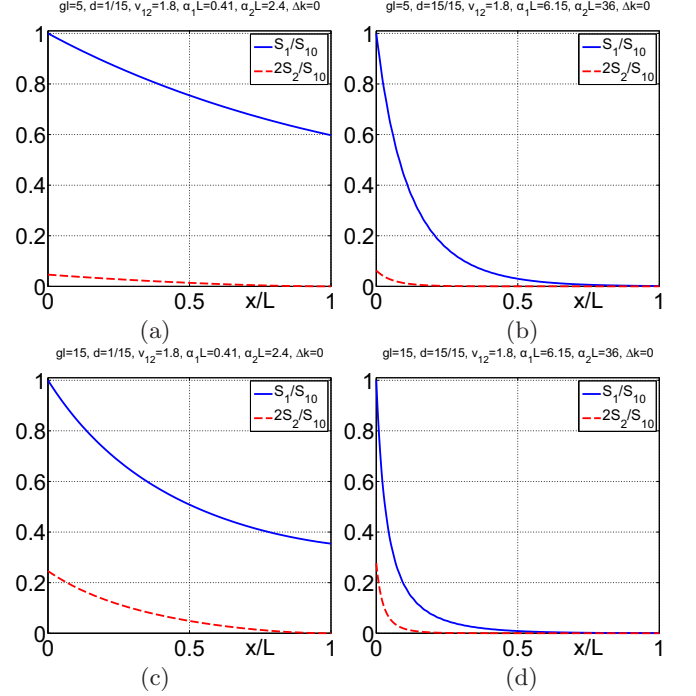 gl=5, d=1/15, v₁₂=1.8, α₁L=0.41, α₂L=2.4, Δk=0
1
0.8
0.6
0.4
0.2
0
S₁/S₁₀
2S₂/S₁₀
0
0.5
x/L
1
(a)
gl=5, d=15/15, v₁₂=1.8, α₁L=6.15, α₂L=36, Δk=0
1
0.8
0.6
0.4
0.2
0
S₁/S₁₀
2S₂/S₁₀
0
0.5
x/L
1
(b)
gl=15, d=1/15, v₁₂=1.8, α₁L=0.41, α₂L=2.4, Δk=0
1
0.8
0.6
0.4
0.2
0
S₁/S₁₀
2S₂/S₁₀
0
0.5
x/L
1
(c)
gl=15, d=15/15, v₁₂=1.8, α₁L=6.15, α₂L=36, Δk=0
1
0.8
0.6
0.4
0.2
0
S₁/S₁₀
2S₂/S₁₀
0
0.5
x/L
1
(d)